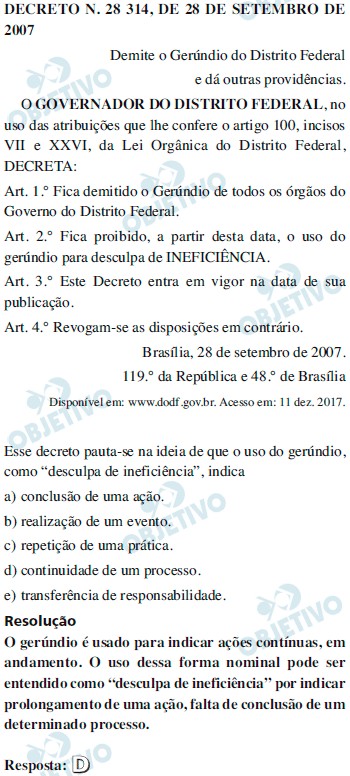 DECRETO N. 28 314, DE 28 DE SETEMBRO DE
2007
Demite o Gerúndio do Distrito Federal
e dá outras providências.
O GOVERNADOR DO DISTRITO FEDERAL, no
uso das atribuições que lhe confere o artigo 100, incisos
VII e XXVI, da Lei Orgânica do Distrito Federal,
DECRETA:
Art. 1.° Fica demitido o Gerúndio de todos os órgãos do
Governo do Distrito Federal.
Art. 2.° Fica proibido, a partir desta data, o uso do
gerúndio para desculpa de INEFICIÊNCIA.
Art. 3.° Este Decreto entra em vigor na data de sua
publicação.
Art. 4.° Revogam-se as disposições em contrário.
Brasília, 28 de setembro de 2007.
119.° da República e 48.° de Brasília
Disponível em: www.dodf.gov.br. Acesso em: 11 dez. 2017.
Esse decreto pauta-se na ideia de que o uso do gerúndio,
como “desculpa de ineficiência”, indica
a) conclusão de uma ação.
b) realização de um evento.
c) repetição de uma prática.
d) continuidade de um processo.
e) transferência de responsabilidade.
Resolução
O gerúndio é usado para indicar ações contínuas, em
andamento. O uso dessa forma nominal pode ser
entendido como “desculpa de ineficiência” por indicar
prolongamento de uma ação, falta de conclusão de um
determinado processo.
Resposta: D
OBJETIVO
OBJETIVO
OBJETIVO
OBJETIVO
OBJETIVO
OBJETIVO
OBJETIVO
OBJETIVO